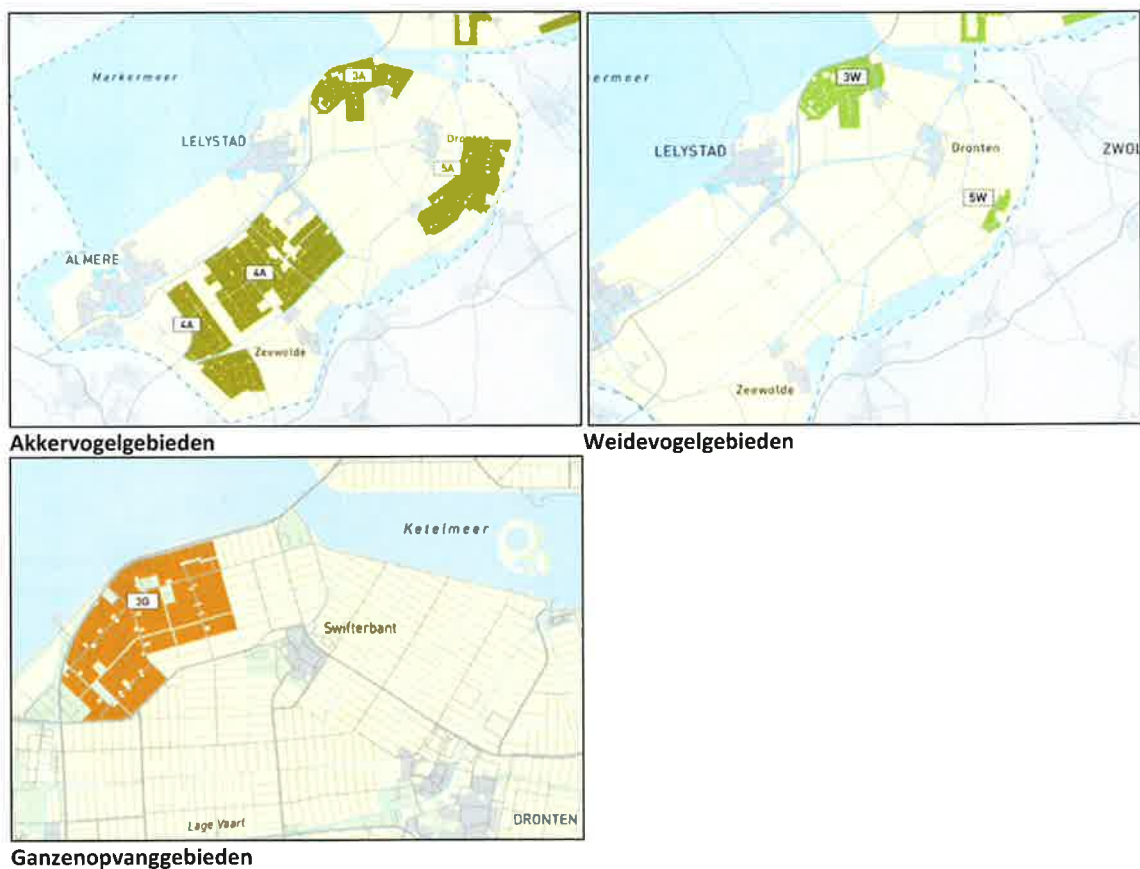 Markermeer
3A
LELYSTAD
Dronten
5A
ALMERE
4A
4A
Zeewolde
Akkervogelgebieden
ermeer
3W
LELYSTAD
Dronten
ZWOL
5W
Zeewolde
Weidevogelgebieden
Ketelmeer
3G
Swifterbant
Lage Vaart
DRONTEN
Ganzenopvanggebieden